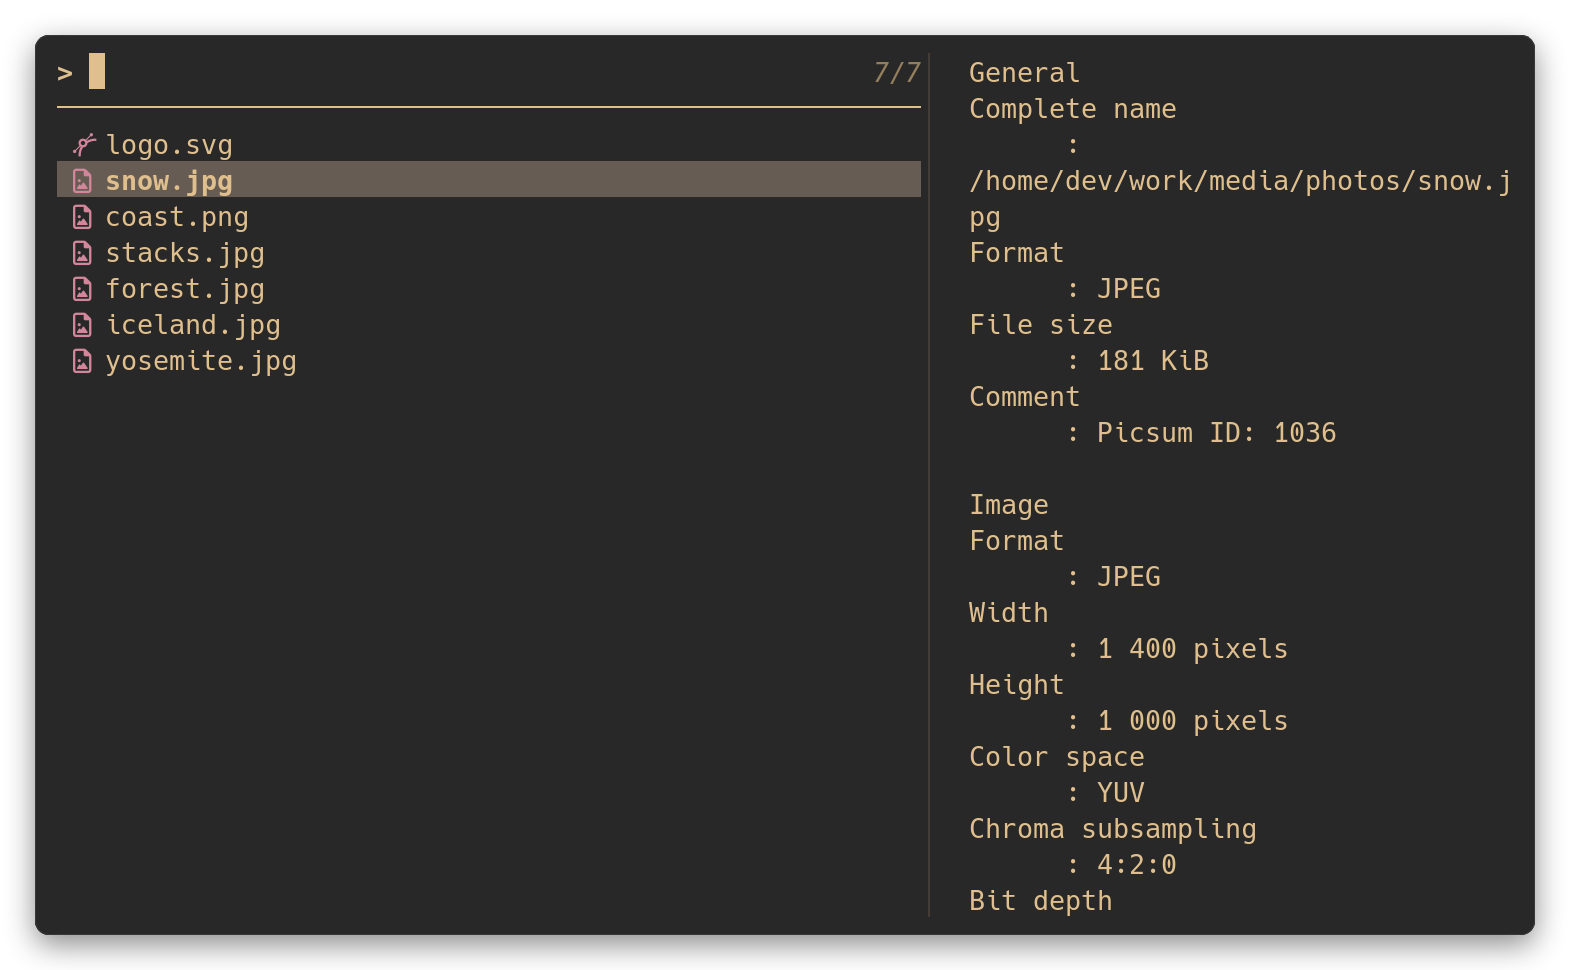 > 7/7
logo.svg
snow.jpg
coast.png
stacks.jpg
forest.jpg
iceland.jpg
yosemite.jpg
General
Complete name
:
/home/dev/work/media/photos/snow.j
pg
Format
: JPEG
File size
: 181 KiB
Comment
: Picsum ID: 1036
Image
Format
: JPEG
Width
: 1 400 pixels
Height
: 1 000 pixels
Color space
: YUV
Chroma subsampling
: 4:2:0
Bit depth